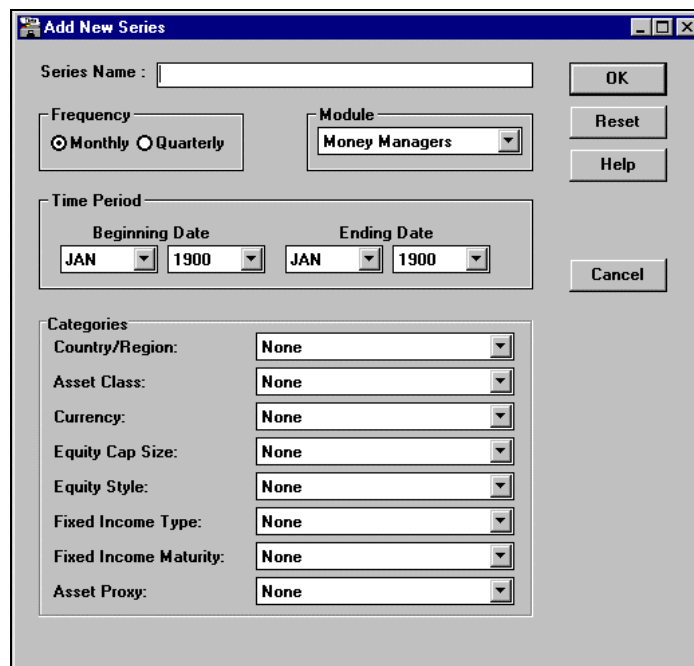 Add New Series
Series Name :
OK
Frequency
Monthly Quarterly
Module
Money Managers
Reset
Help
Time Period
Beginning Date Ending Date
JAN 1900 JAN 1900
Cancel
Categories
Country/Region: None
Asset Class: None
Currency: None
Equity Cap Size: None
Equity Style: None
Fixed Income Type: None
Fixed Income Maturity: None
Asset Proxy: None